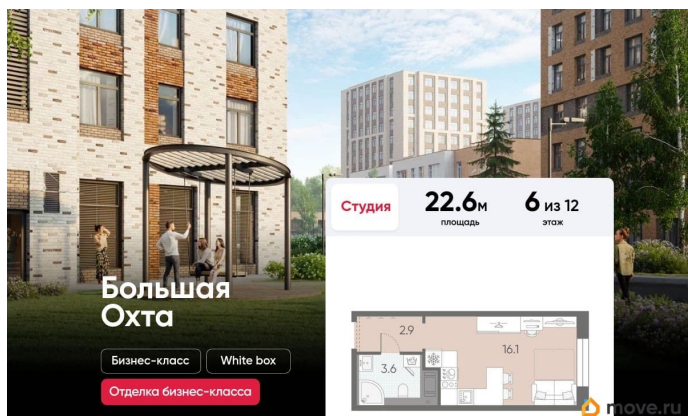 Студия
22.6м
площадь
6 из 12
этаж
Большая
Охта
2.9
16.1
3.6
Бизнес-класс
White box
Отделка бизнес-класса
move.ru